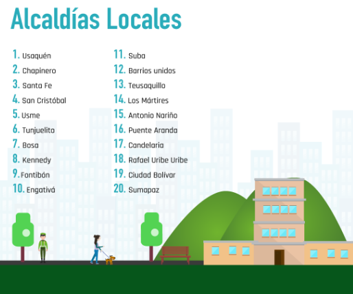 Alcaldías Locales
1. Usaquén
2. Chapinero
3. Santa Fe
4. San Cristóbal
5. Usme
6. Tunjuelito
7. Bosa
8. Kennedy
9. Fontibón
10. Engativá
11. Suba
12. Barrios unidos
13. Teusaquillo
14. Los Mártires
15. Antonio Nariño
16. Puente Aranda
17. Candelaria
18. Rafael Uribe Uribe
19. Ciudad Bolívar
20. Sumapaz